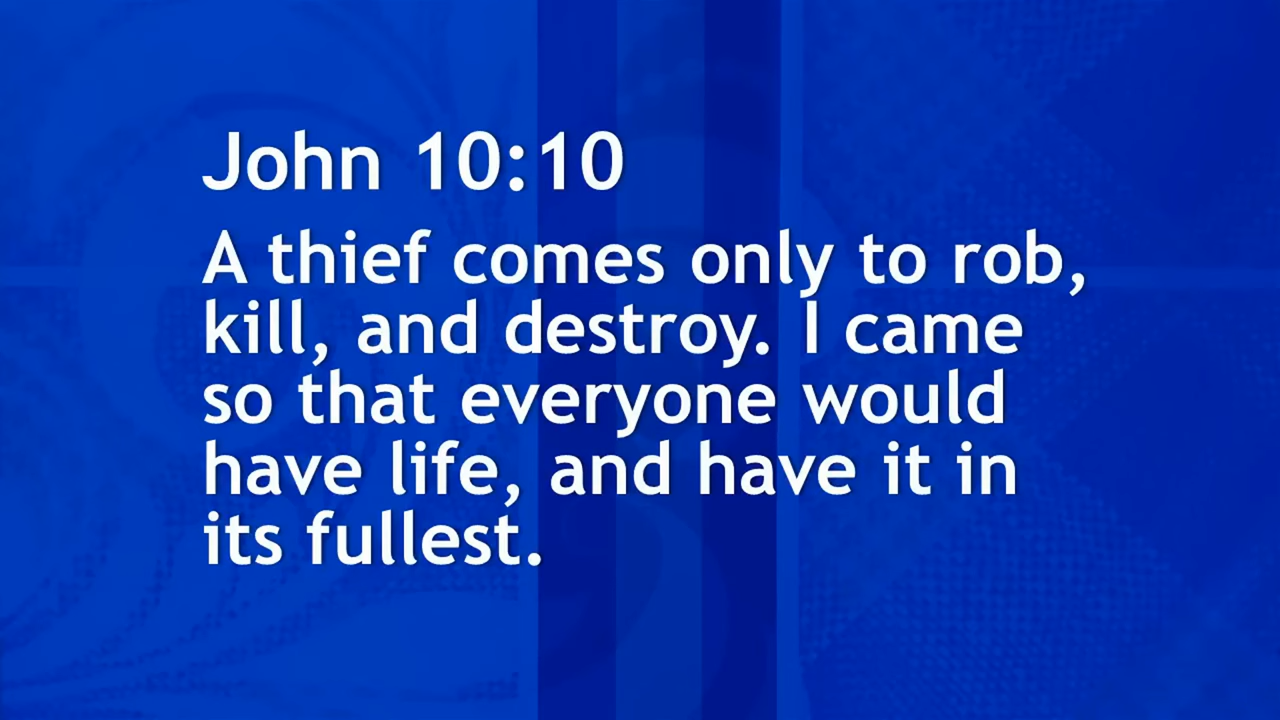 John 10:10
A thief comes only to rob,
kill, and destroy. I came
so that everyone would
have life, and have it in
its fullest.